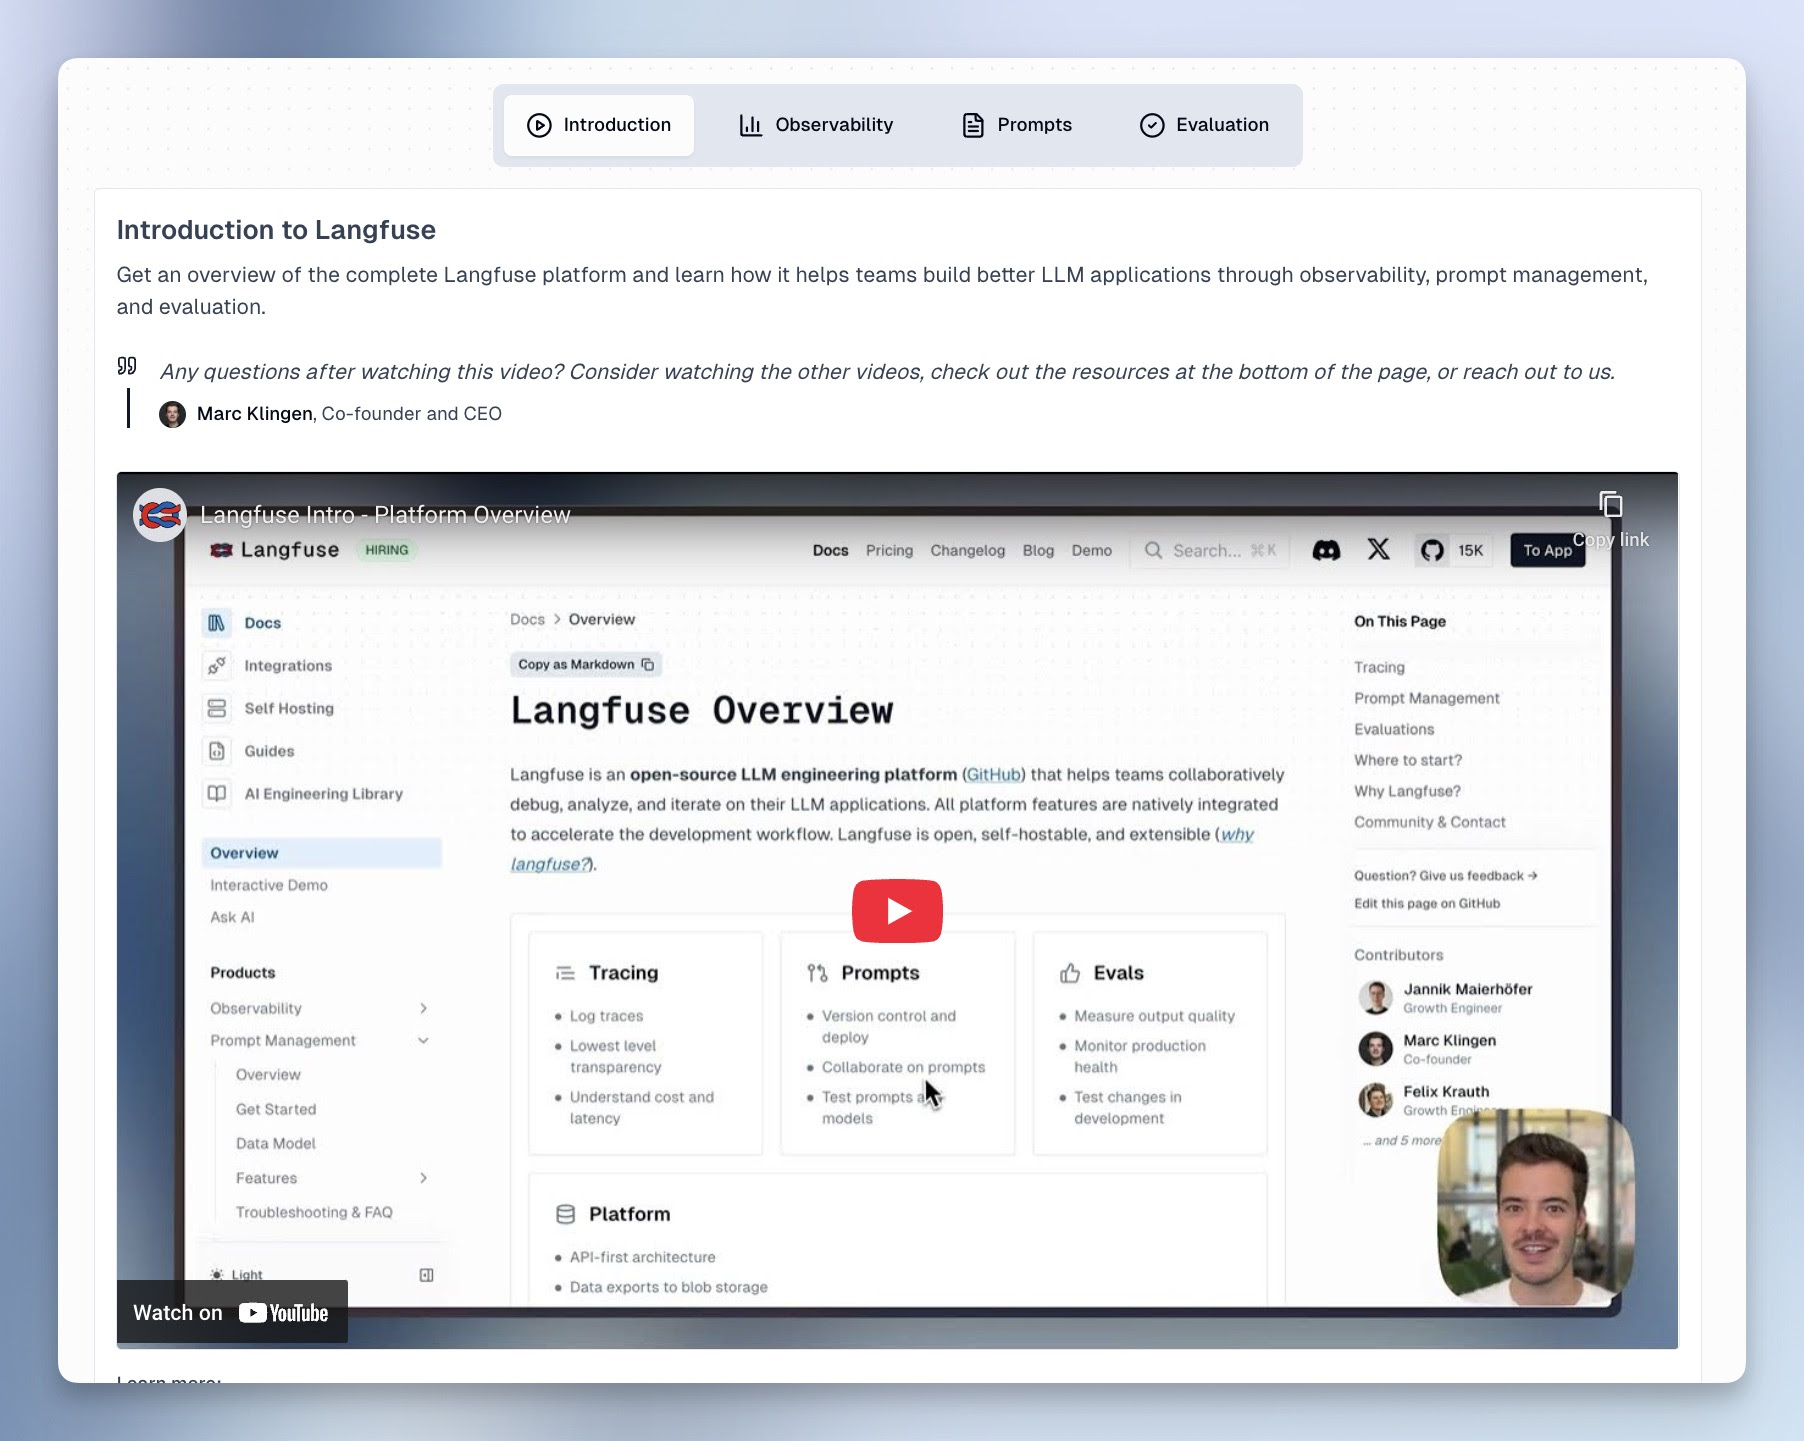 Introduction
Observability
Prompts
Evaluation
Introduction to Langfuse
Get an overview of the complete Langfuse platform and learn how it helps teams build better LLM applications through observability, prompt management,
and evaluation.
Any questions after watching this video? Consider watching the other videos, check out the resources at the bottom of the page, or reach out to us.
Marc Klingen, Co-founder and CEO
Langfuse Intro - Platform Overview
Copy link
Langfuse
HIRING
Docs
Pricing
Changelog
Blog
Demo
Search...
⌘K
15K
To App
Docs
Integrations
Self Hosting
Guides
AI Engineering Library
Overview
Interactive Demo
Ask AI
Products
Observability
Prompt Management
Overview
Get Started
Data Model
Features
Troubleshooting & FAQ
Light
Docs > Overview
Copy as Markdown
Langfuse Overview
Langfuse is an open-source LLM engineering platform (GitHub) that helps teams collaboratively
debug, analyze, and iterate on their LLM applications. All platform features are natively integrated
to accelerate the development workflow. Langfuse is open, self-hostable, and extensible (why
langfuse?).
Tracing
• Log traces
• Lowest level
transparency
• Understand cost and
latency
Prompts
• Version control and
deploy
• Collaborate on prompts
• Test prompts
models
Evals
• Measure output quality
• Monitor production
health
• Test changes in
development
Platform
• API-first architecture
• Data exports to blob storage
On This Page
Tracing
Prompt Management
Evaluations
Where to start?
Why Langfuse?
Community & Contact
Question? Give us feedback →
Edit this page on GitHub
Contributors
Jannik Maierhöfer
Growth Engineer
Marc Klingen
Co-founder
Felix Krauth
Growth
... and 5 more
Watch on YouTube
Learn more: